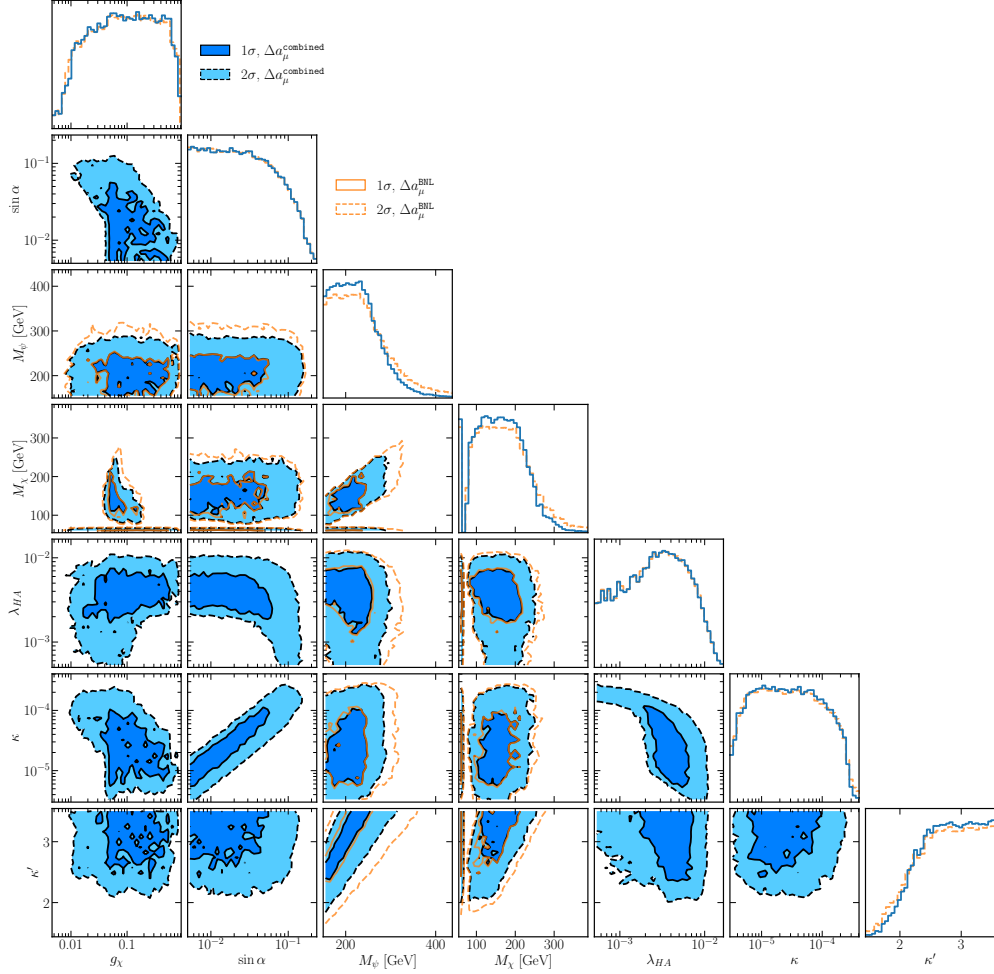 1σ, Δa_μ^combined
2σ, Δa_μ^combined
10⁻¹
10⁻²
sin α
1σ, Δa_μ^BNL
2σ, Δa_μ^BNL
400
300
200
M_ψ [GeV]
300
200
100
M_χ [GeV]
10⁻²
10⁻³
λ_HA
10⁻⁴
10⁻⁵
κ
3
2
κ′
0.01 0.1 10⁻² 10⁻¹ 200 400 100 200 300 10⁻³ 10⁻² 10⁻⁵ 10⁻⁴ 2 3
g_χ sin α M_ψ [GeV] M_χ [GeV] λ_HA κ κ′